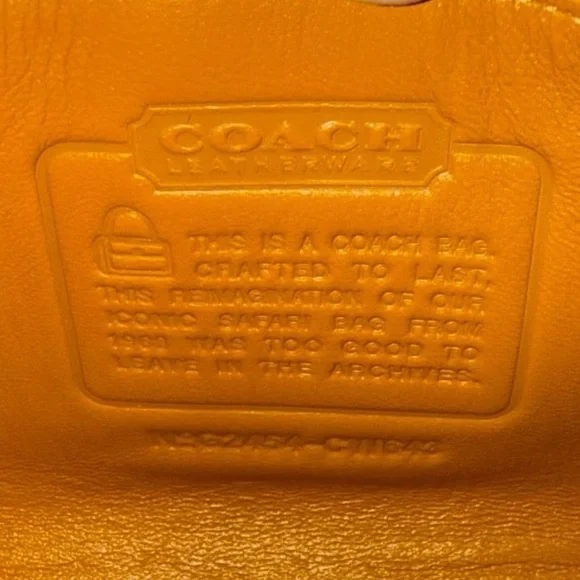 COACH
LEATHERWARE
THIS IS A COACH BAG.
CRAFTED TO LAST,
THIS REIMAGINATION OF OUR
ICONIC SAFARI BAG FROM
WAS TOO GOOD TO
LEAVE IN THE ARCHIVES.